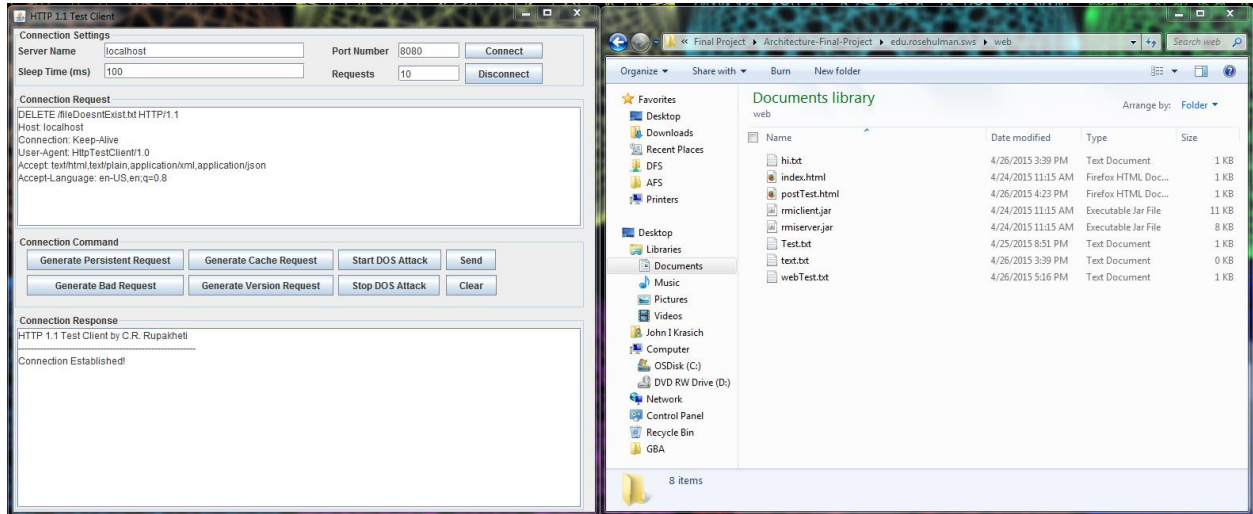 HTTP 1.1 Test Client
Connection Settings
Server Name localhost Port Number 8080 Connect
Sleep Time (ms) 100 Requests 10 Disconnect
Connection Request
DELETE /fileDoesntExist.txt HTTP/1.1
Host: localhost
Connection: Keep-Alive
User-Agent: HttpTestClient/1.0
Accept: text/html,text/plain,application/xml,application/json
Accept-Language: en-US,en;q=0.8
Connection Command
Generate Persistent Request Generate Cache Request Start DOS Attack Send
Generate Bad Request Generate Version Request Stop DOS Attack Clear
Connection Response
HTTP 1.1 Test Client by C.R. Rupakheti
------------------------------------------------------------
Connection Established!
« Final Project ▸ Architecture-Final-Project ▸ edu.rosehulman.sws ▸ web Search web
Organize Share with Burn New folder
Favorites
Desktop
Downloads
Recent Places
DFS
AFS
Printers
Desktop
Libraries
Documents
Music
Pictures
Videos
John I Krasich
Computer
OSDisk (C:)
DVD RW Drive (D:)
Network
Control Panel
Recycle Bin
GBA
Documents library
web
Arrange by: Folder
Name Date modified Type Size
hi.txt 4/26/2015 3:39 PM Text Document 1 KB
index.html 4/24/2015 11:15 AM Firefox HTML Doc... 1 KB
postTest.html 4/26/2015 4:23 PM Firefox HTML Doc... 1 KB
rmiclient.jar 4/24/2015 11:15 AM Executable Jar File 11 KB
rmiserver.jar 4/24/2015 11:15 AM Executable Jar File 8 KB
Test.txt 4/25/2015 8:51 PM Text Document 1 KB
text.txt 4/26/2015 3:39 PM Text Document 0 KB
webTest.txt 4/26/2015 5:16 PM Text Document 1 KB
8 items